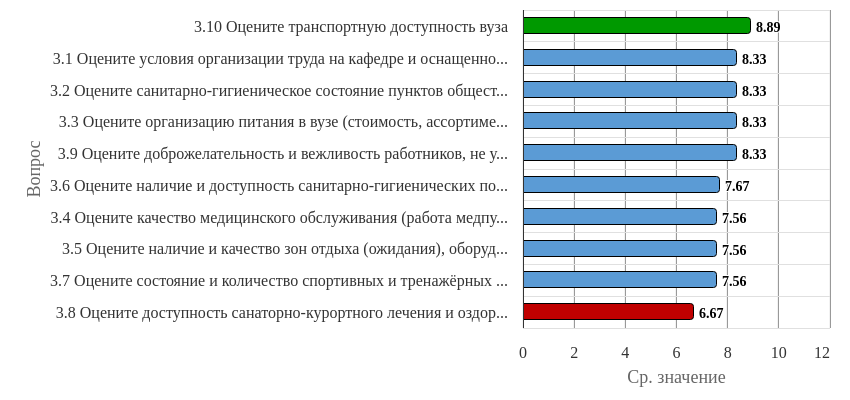 3.10 Оцените транспортную доступность вуза 8.89
3.1 Оцените условия организации труда на кафедре и оснащенно... 8.33
3.2 Оцените санитарно-гигиеническое состояние пунктов общест... 8.33
3.3 Оцените организацию питания в вузе (стоимость, ассортиме... 8.33
3.9 Оцените доброжелательность и вежливость работников, не у... 8.33
3.6 Оцените наличие и доступность санитарно-гигиенических по... 7.67
3.4 Оцените качество медицинского обслуживания (работа медпу... 7.56
3.5 Оцените наличие и качество зон отдыха (ожидания), оборуд... 7.56
3.7 Оцените состояние и количество спортивных и тренажёрных ... 7.56
3.8 Оцените доступность санаторно-курортного лечения и оздор... 6.67
Вопрос
0 2 4 6 8 10 12
Ср. значение